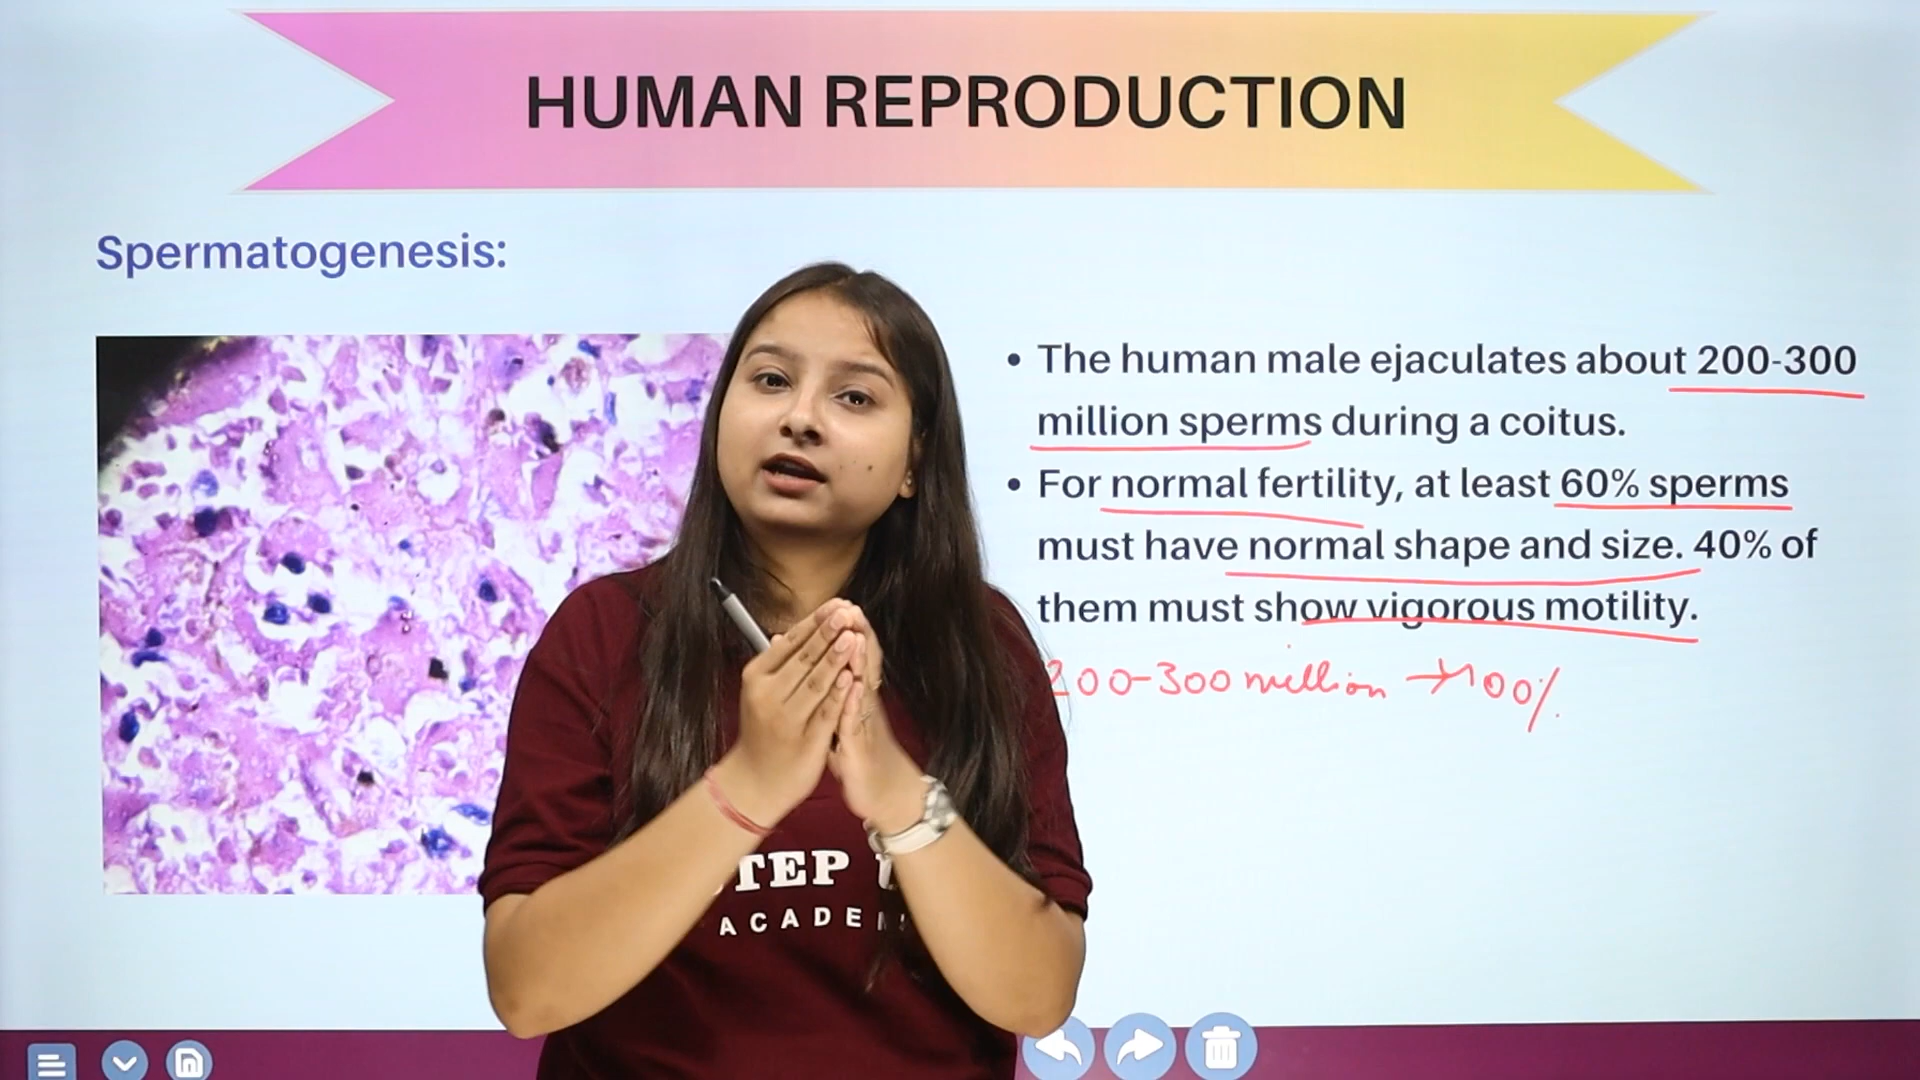 HUMAN REPRODUCTION
Spermatogenesis:
• The human male ejaculates about 200-300
million sperms during a coitus.
• For normal fertility, at least 60% sperms
must have normal shape and size. 40% of
them must show vigorous motility.
200-300 million → 100%
TEP
ACADE